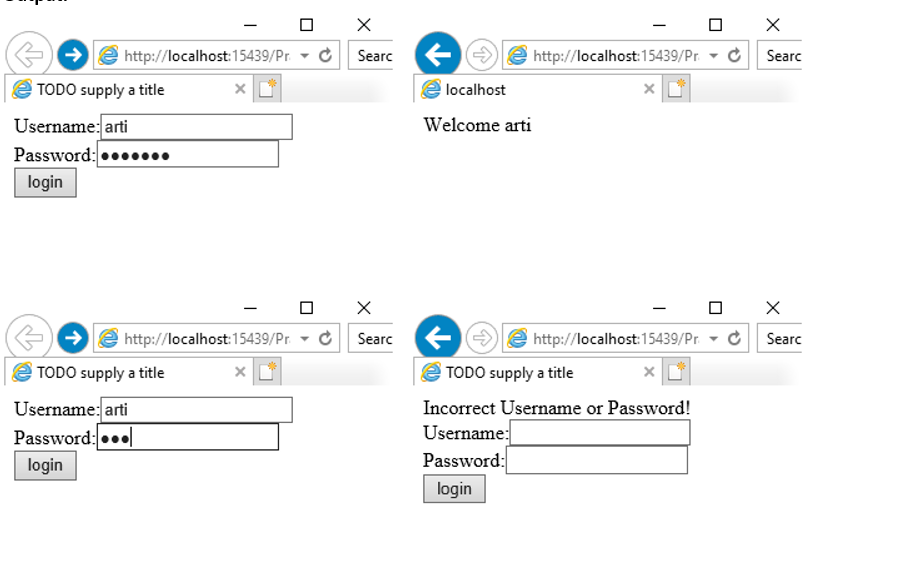 Output:
http://localhost:15439/Pr
Searc
TODO supply a title
Username: arti
Password: •••••••
login
http://localhost:15439/Pr
Searc
localhost
Welcome arti
http://localhost:15439/Pr
Searc
TODO supply a title
Username: arti
Password: •••
login
http://localhost:15439/Pr
Searc
TODO supply a title
Incorrect Username or Password!
Username:
Password:
login